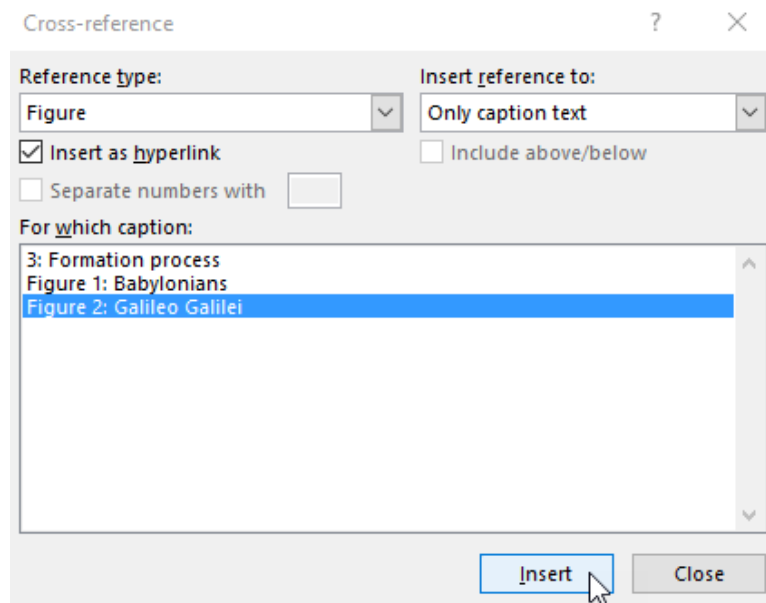 Cross-reference ?
Reference type: Insert reference to:
Figure Only caption text
Insert as hyperlink Include above/below
Separate numbers with
For which caption:
3: Formation process
Figure 1: Babylonians
Figure 2: Galileo Galilei
Insert Close